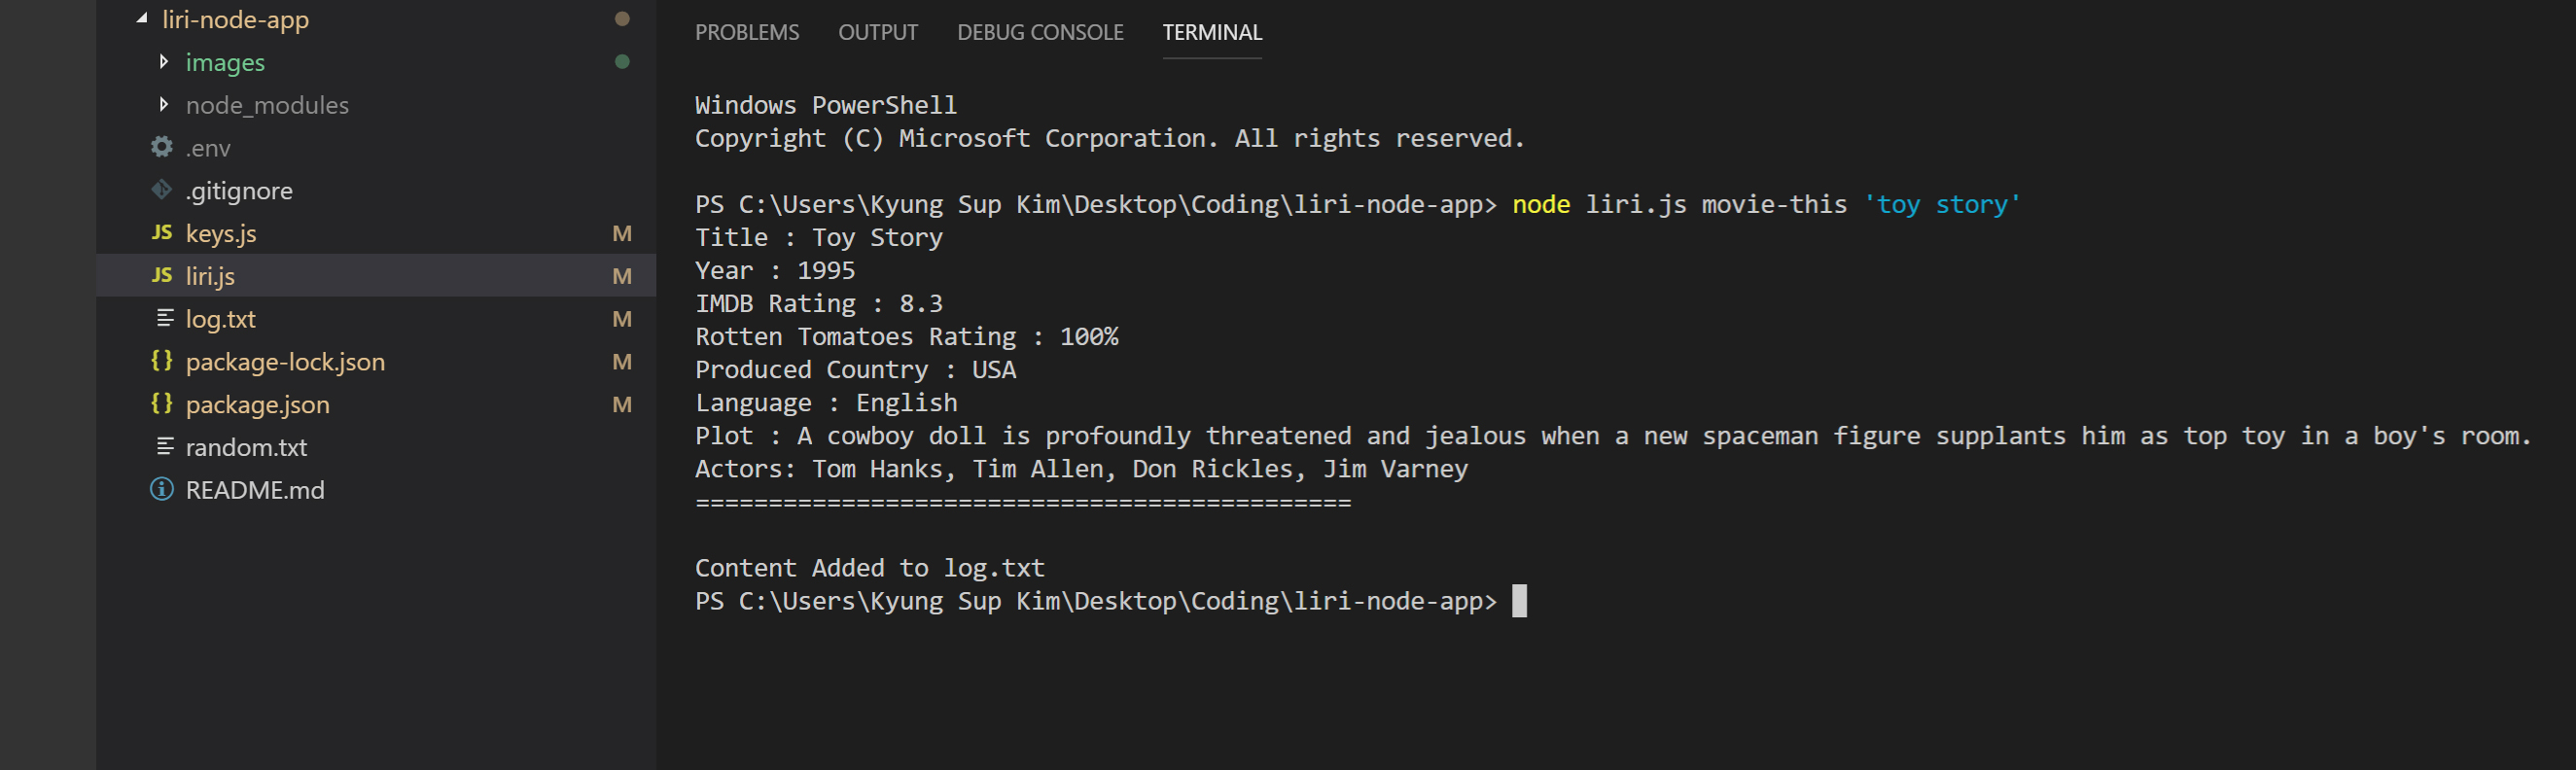 liri-node-app
images
node_modules
.env
.gitignore
JS keys.js M
JS liri.js M
log.txt M
{} package-lock.json M
{} package.json M
random.txt
README.md
PROBLEMS OUTPUT DEBUG CONSOLE TERMINAL
Windows PowerShell
Copyright (C) Microsoft Corporation. All rights reserved.
PS C:\Users\Kyung Sup Kim\Desktop\Coding\liri-node-app> node liri.js movie-this 'toy story'
Title : Toy Story
Year : 1995
IMDB Rating : 8.3
Rotten Tomatoes Rating : 100%
Produced Country : USA
Language : English
Plot : A cowboy doll is profoundly threatened and jealous when a new spaceman figure supplants him as top toy in a boy's room.
Actors: Tom Hanks, Tim Allen, Don Rickles, Jim Varney
=============================================
Content Added to log.txt
PS C:\Users\Kyung Sup Kim\Desktop\Coding\liri-node-app>